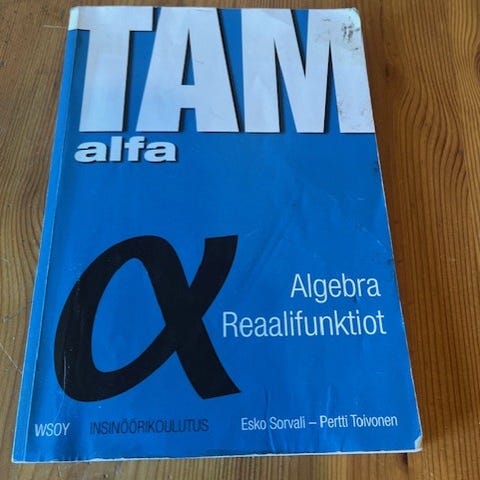 TAM
alfa
α
Algebra
Reaalifunktiot
WSOY INSINÖÖRIKOULUTUS Esko Sorvali – Pertti Toivonen